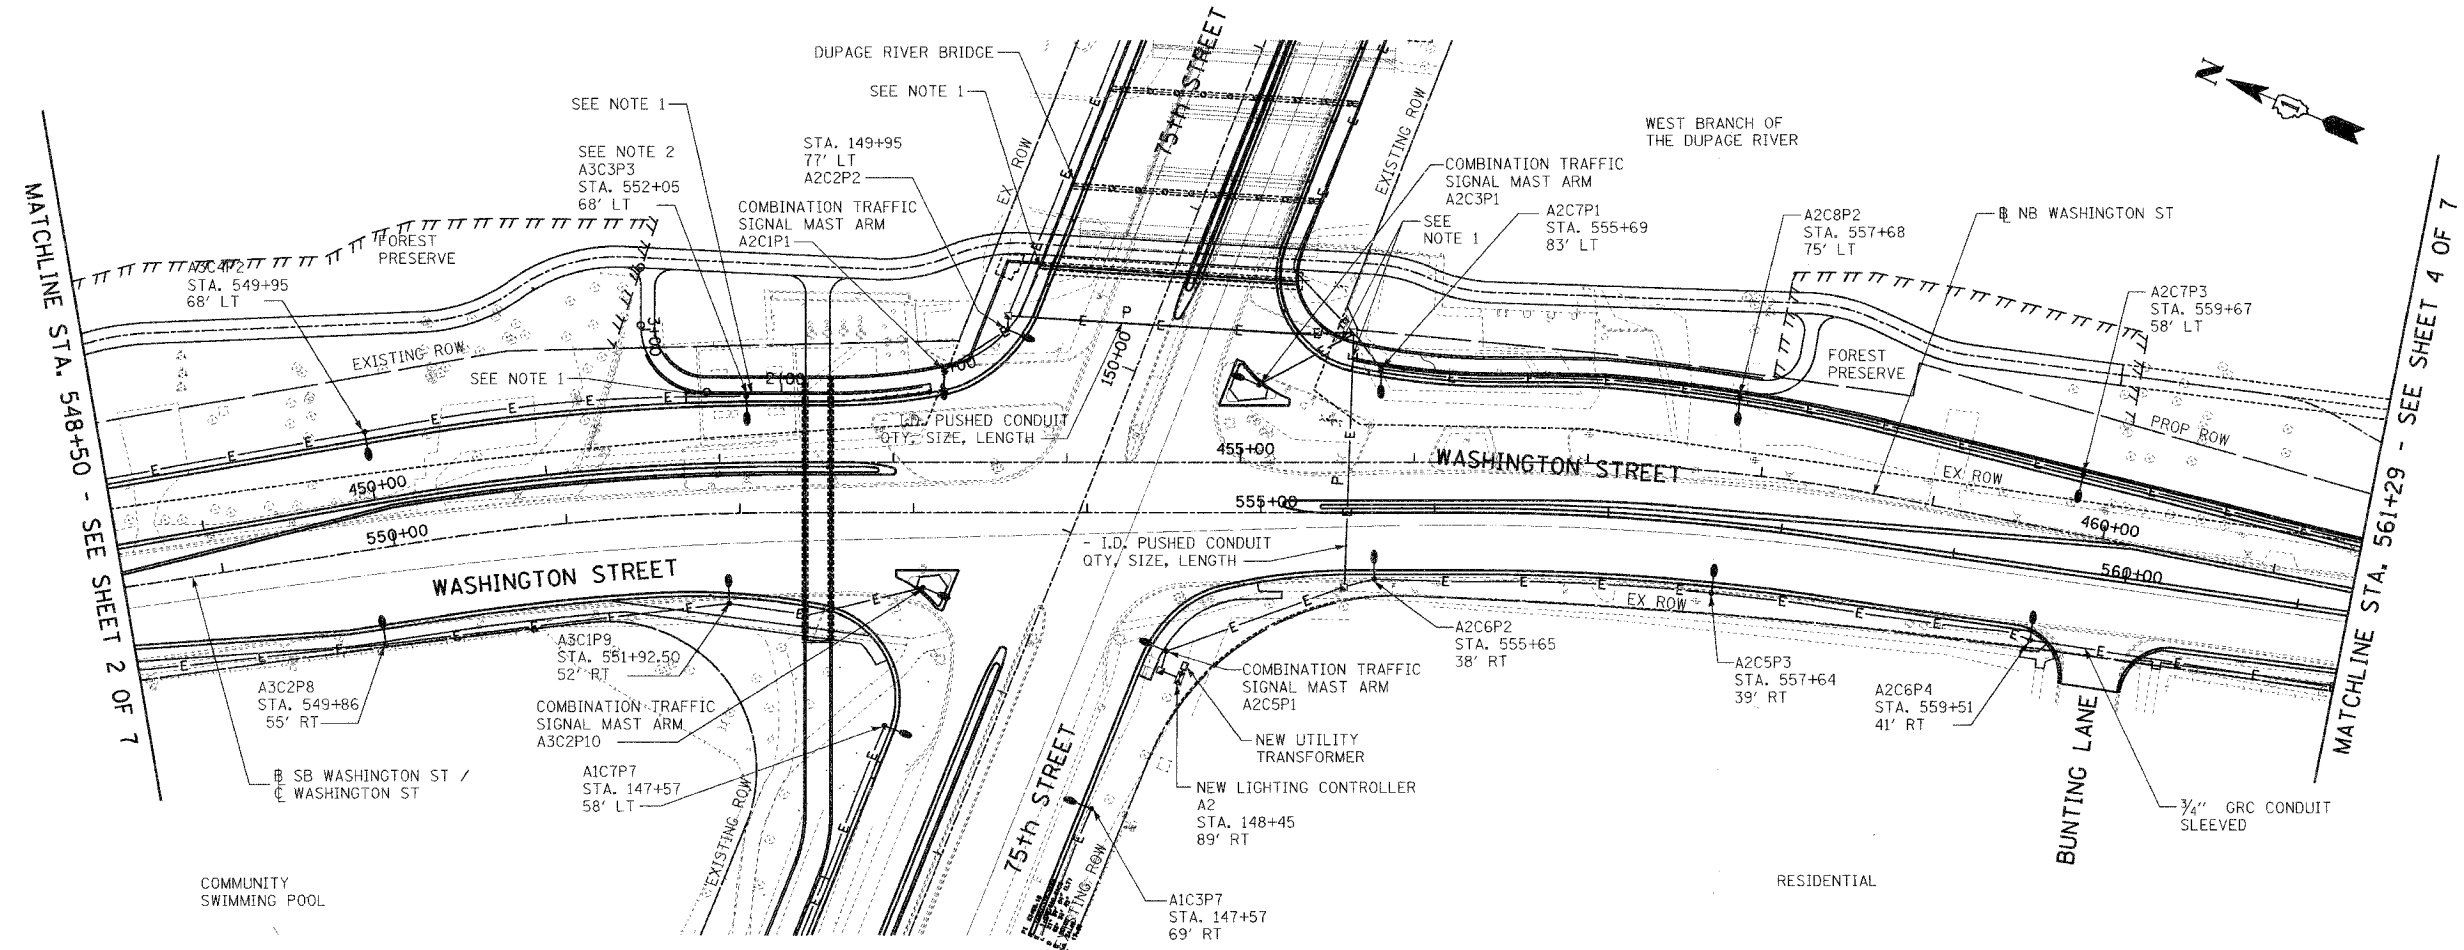 MATCHLINE STA. 548+50 - SEE SHEET 2 OF 7
DUPAGE RIVER BRIDGE
SEE NOTE 1
SEE NOTE 1
SEE NOTE 2
A3C3P3
STA. 552+05
68' LT
STA. 149+95
77' LT
A2C2P2
COMBINATION TRAFFIC
SIGNAL MAST ARM
A2C1P1
EX ROW
75th STREET
EXISTING ROW
N
WEST BRANCH OF
THE DUPAGE RIVER
COMBINATION TRAFFIC
SIGNAL MAST ARM
A2C3P1
SEE
NOTE 1
A2C7P1
STA. 555+69
83' LT
A2C8P2
STA. 557+68
75' LT
B NB WASHINGTON ST
A2C7P3
STA. 559+67
58' LT
FOREST
PRESERVE
A3C4P2
STA. 549+95
68' LT
EXISTING ROW
SEE NOTE 1
3+00
2+00
150+00
I.D. PUSHED CONDUIT
QTY, SIZE, LENGTH
FOREST
PRESERVE
PROP ROW
EX ROW
450+00
455+00
WASHINGTON STREET
460+00
550+00
555+00
560+00
WASHINGTON STREET
- I.D. PUSHED CONDUIT
QTY, SIZE, LENGTH
EX ROW
A3C1P9
STA. 551+92.50
52' RT
A3C2P8
STA. 549+86
55' RT
COMBINATION TRAFFIC
SIGNAL MAST ARM
A3C2P10
A1C7P7
STA. 147+57
58' LT
B SB WASHINGTON ST /
CL WASHINGTON ST
COMBINATION TRAFFIC
SIGNAL MAST ARM
A2C5P1
NEW UTILITY
TRANSFORMER
NEW LIGHTING CONTROLLER
A2
STA. 148+45
89' RT
A2C6P2
STA. 555+65
38' RT
A2C5P3
STA. 557+64
39' RT
A2C6P4
STA. 559+51
41' RT
BUNTING LANE
3/4" GRC CONDUIT
SLEEVED
75th STREET
EXISTING ROW
EXISTING ROW
A1C3P7
STA. 147+57
69' RT
COMMUNITY
SWIMMING POOL
RESIDENTIAL
MATCHLINE STA. 561+29 - SEE SHEET 4 OF 7